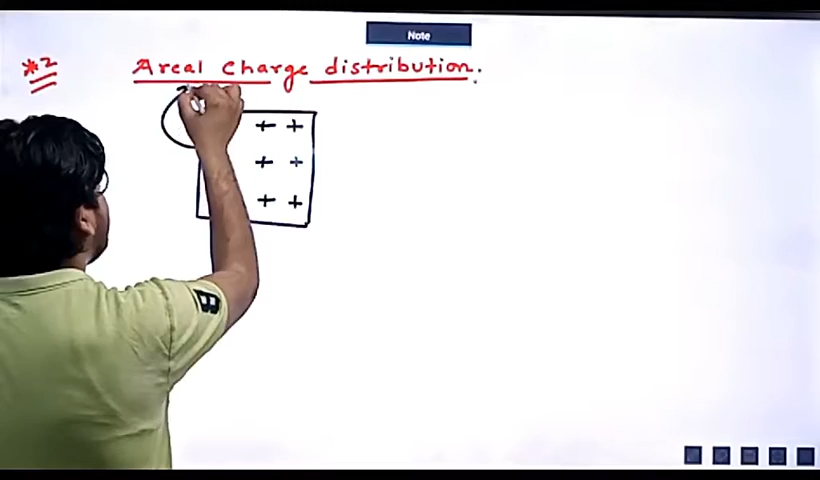 Note
*2 Areal charge distribution.
+ +
+ +
+ +
B